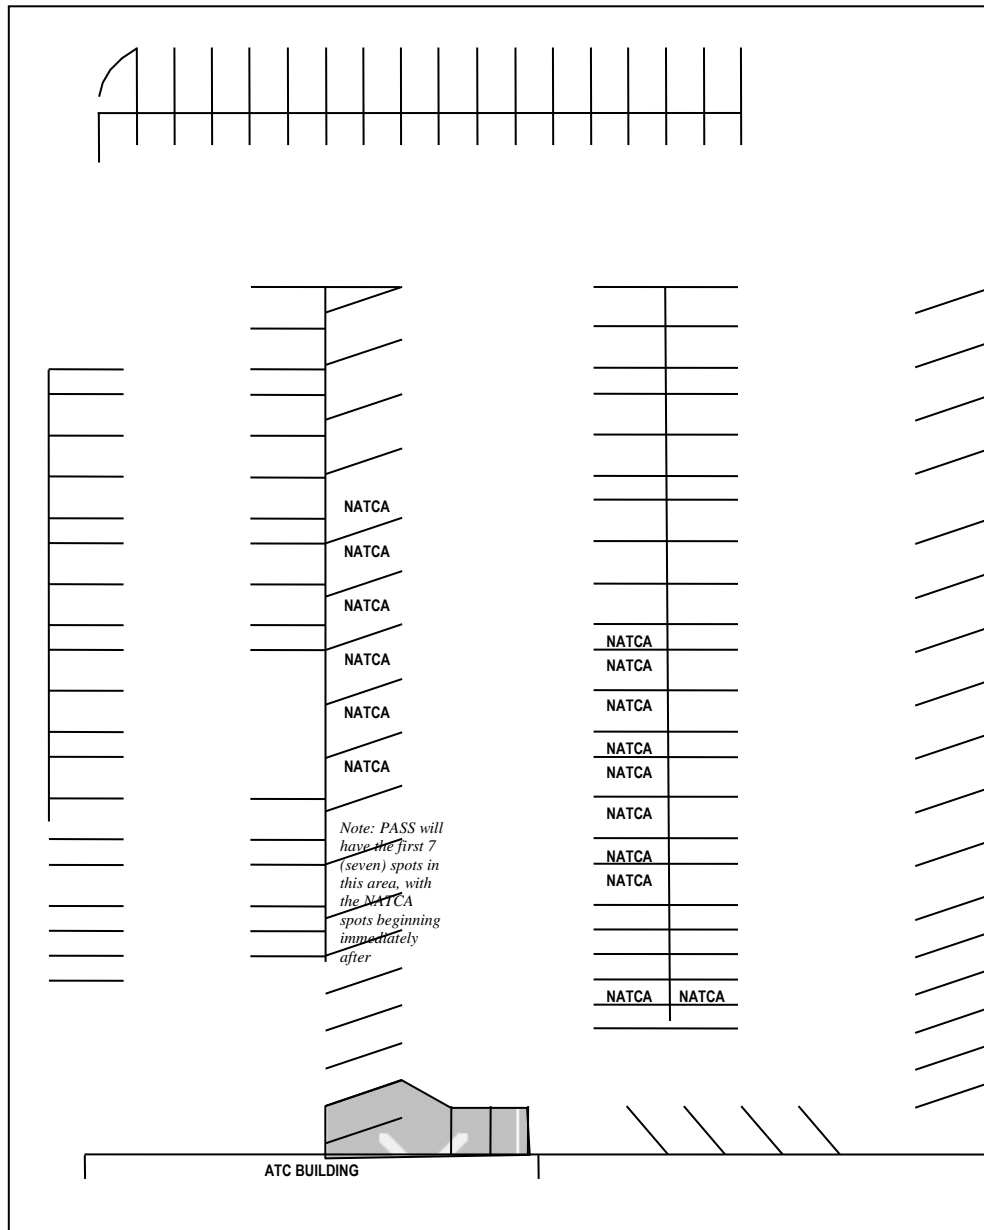 NATCA
NATCA
NATCA
NATCA
NATCA
NATCA
Note: PASS will
have the first 7
(seven) spots in
this area, with
the NATCA
spots beginning
immediately
after
NATCA
NATCA
NATCA
NATCA
NATCA
NATCA
NATCA
NATCA
NATCA NATCA
ATC BUILDING